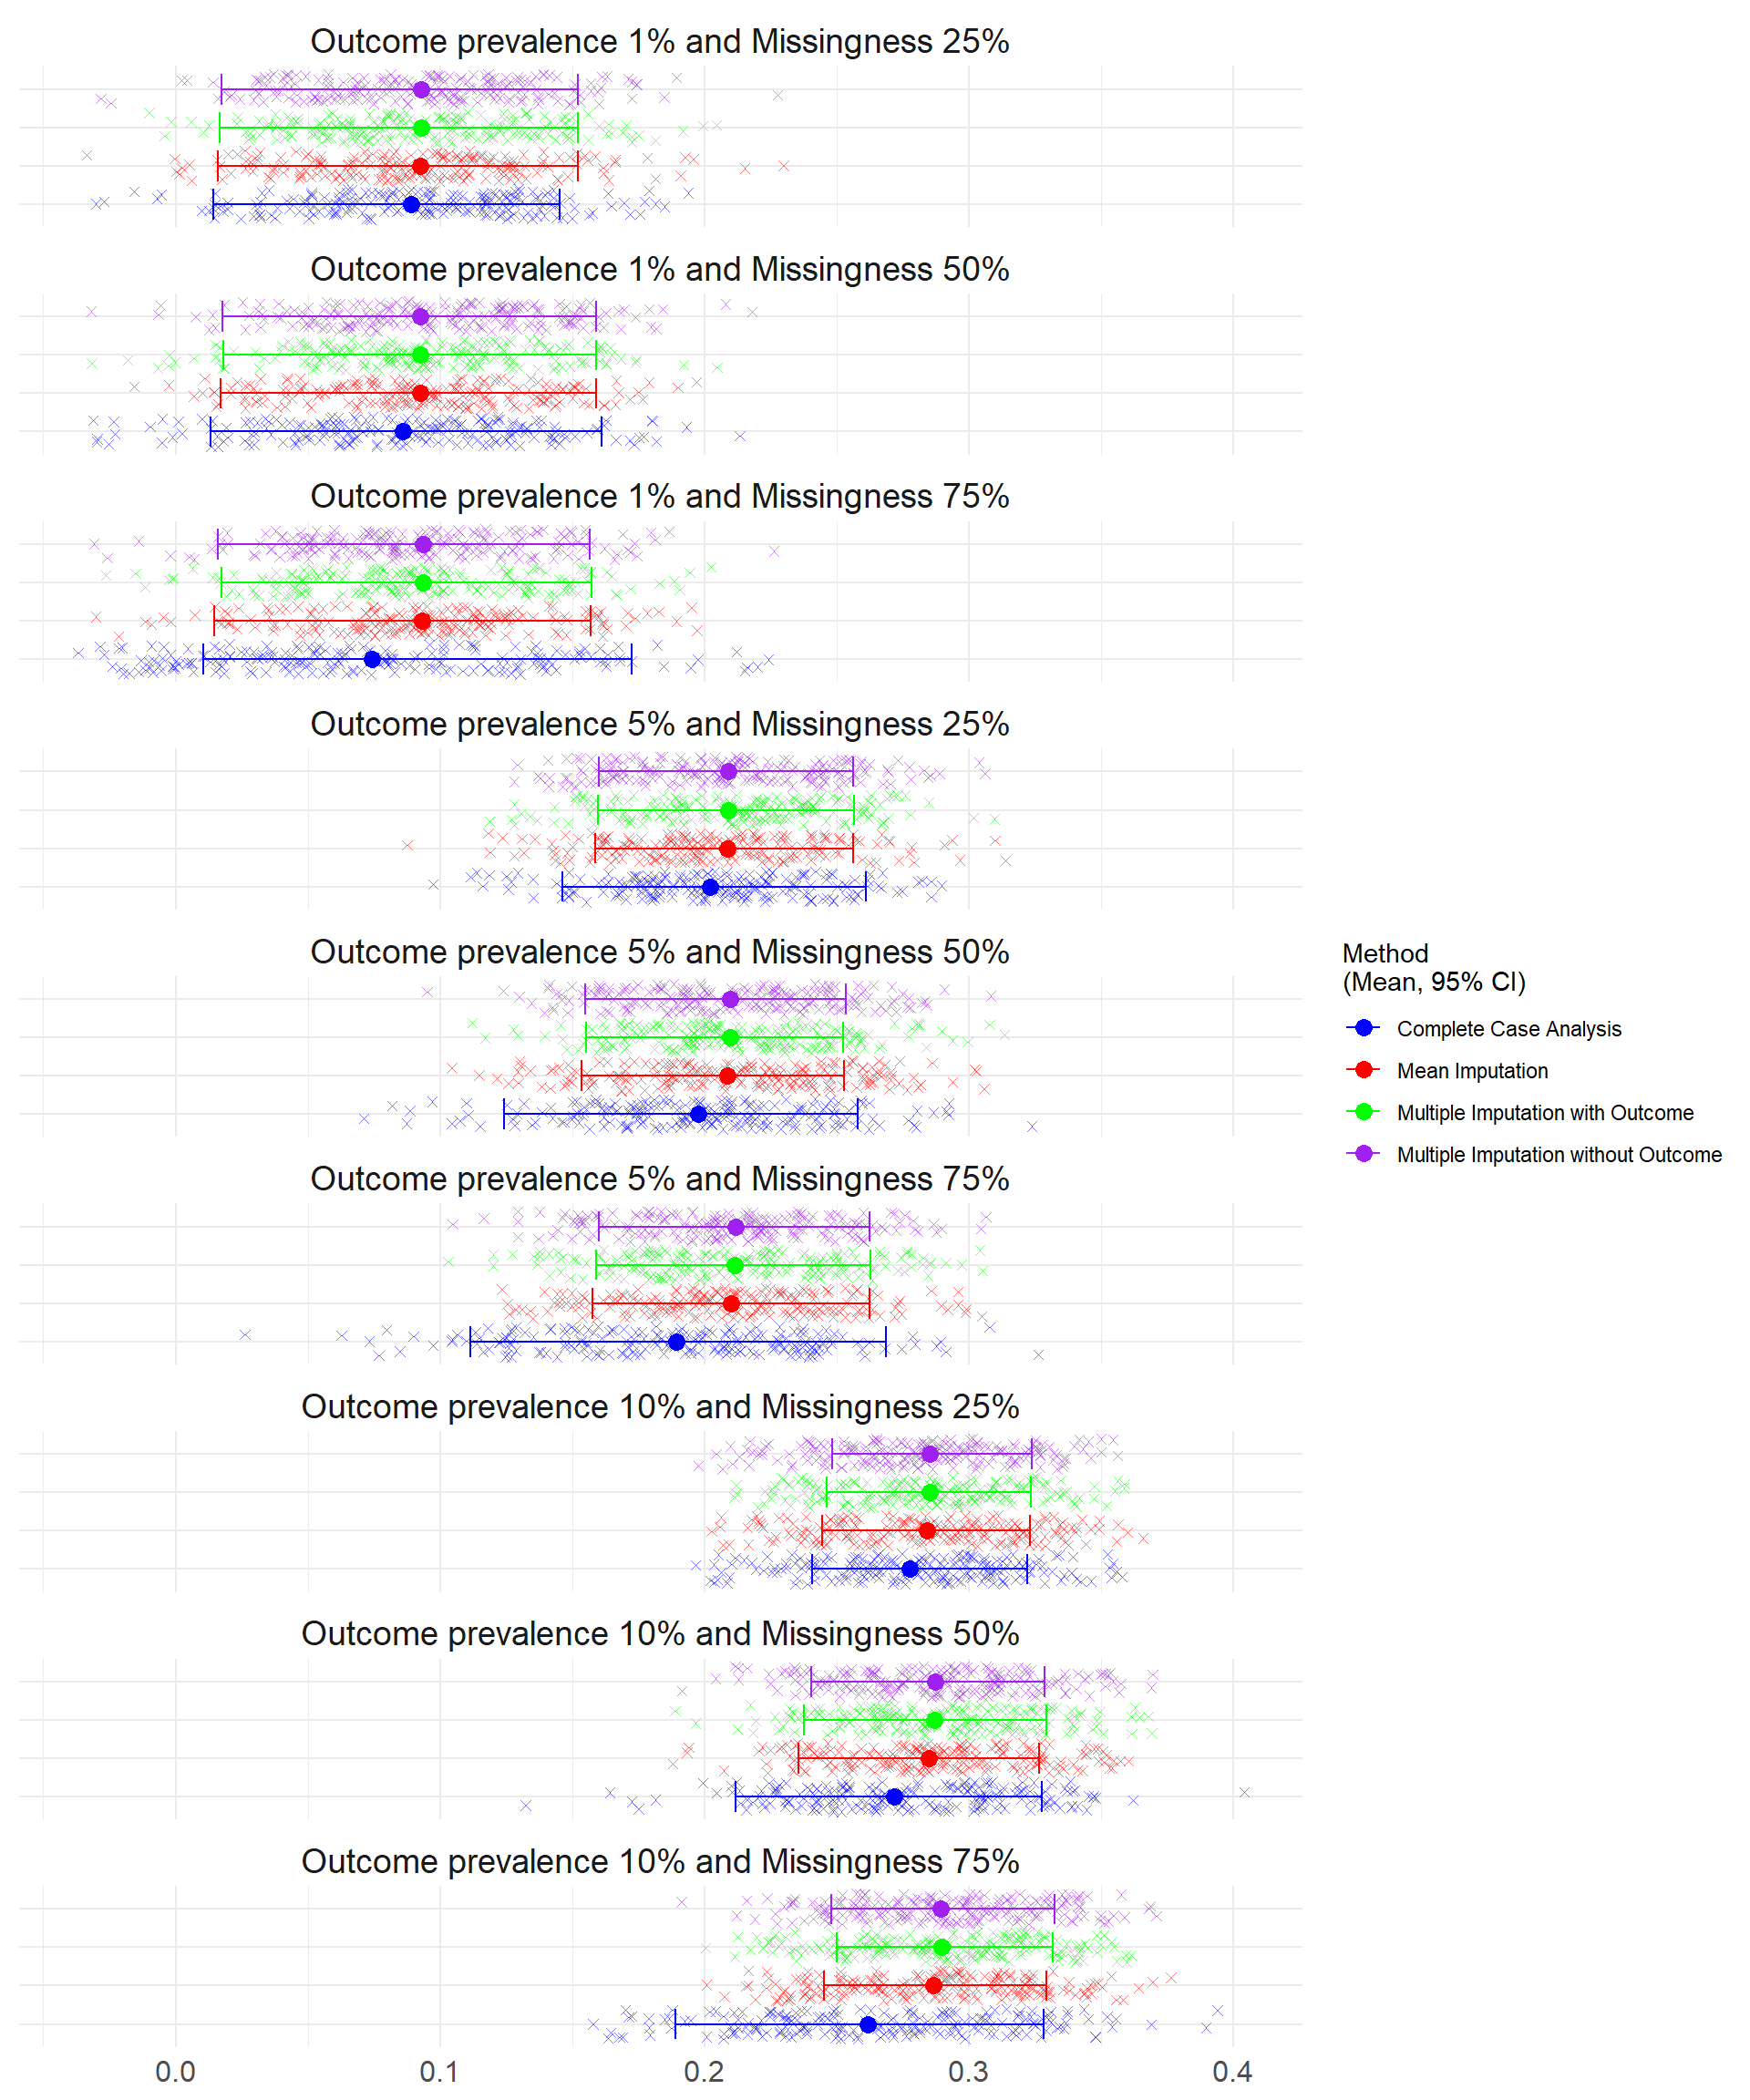 Outcome prevalence 1% and Missingness 25%
Outcome prevalence 1% and Missingness 50%
Outcome prevalence 1% and Missingness 75%
Outcome prevalence 5% and Missingness 25%
Outcome prevalence 5% and Missingness 50%
Outcome prevalence 5% and Missingness 75%
Outcome prevalence 10% and Missingness 25%
Outcome prevalence 10% and Missingness 50%
Outcome prevalence 10% and Missingness 75%
0.0 0.1 0.2 0.3 0.4
Method
(Mean, 95% CI)
Complete Case Analysis
Mean Imputation
Multiple Imputation with Outcome
Multiple Imputation without Outcome